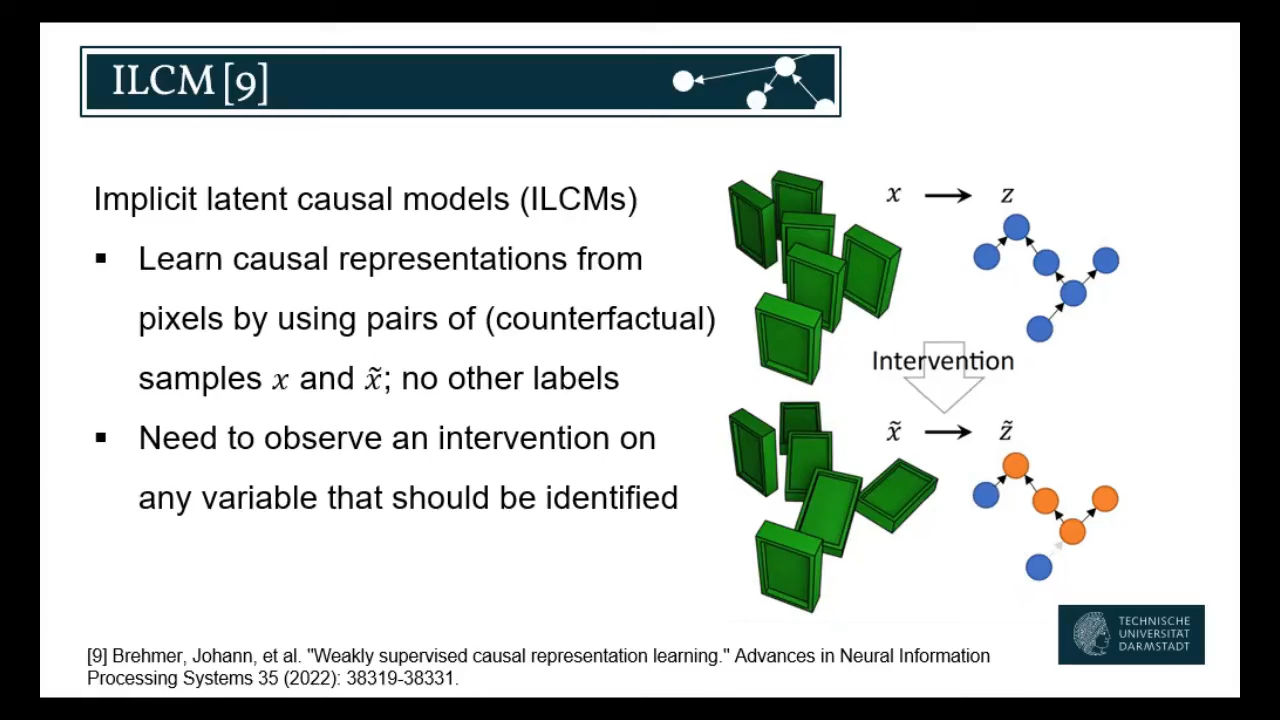 ILCM[9]
Implicit latent causal models (ILCMs)
▪ Learn causal representations from
pixels by using pairs of (counterfactual)
samples x and x̃; no other labels
▪ Need to observe an intervention on
any variable that should be identified
x → z
Intervention
x̃ → z̃
TECHNISCHE
UNIVERSITÄT
DARMSTADT
[9] Brehmer, Johann, et al. "Weakly supervised causal representation learning." Advances in Neural Information
Processing Systems 35 (2022): 38319-38331.